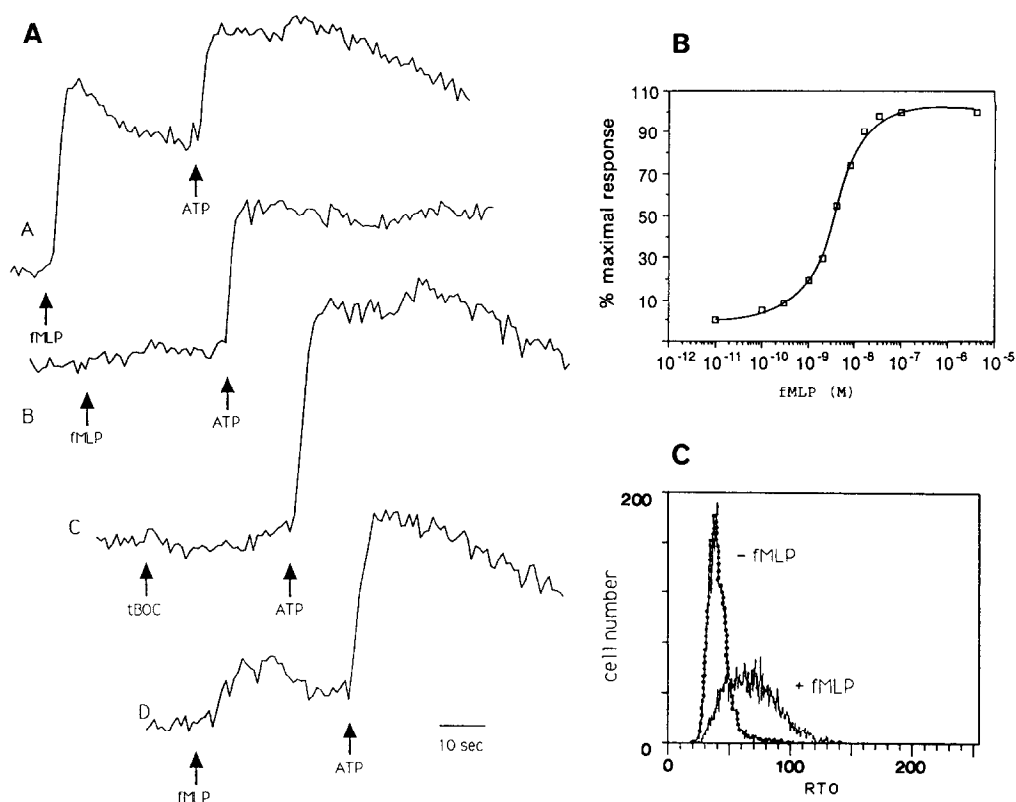 A
ATP
A
fMLP
ATP
B
fMLP
C
tBOC
ATP
D
10 sec
fMLP
ATP
B
% maximal response
110
90
70
50
30
10
10-12 10-11 10-10 10-9 10-8 10-7 10-6 10-5
fMLP (M)
C
200
- fMLP
cell number
+ fMLP
0
0 100 200
RTO